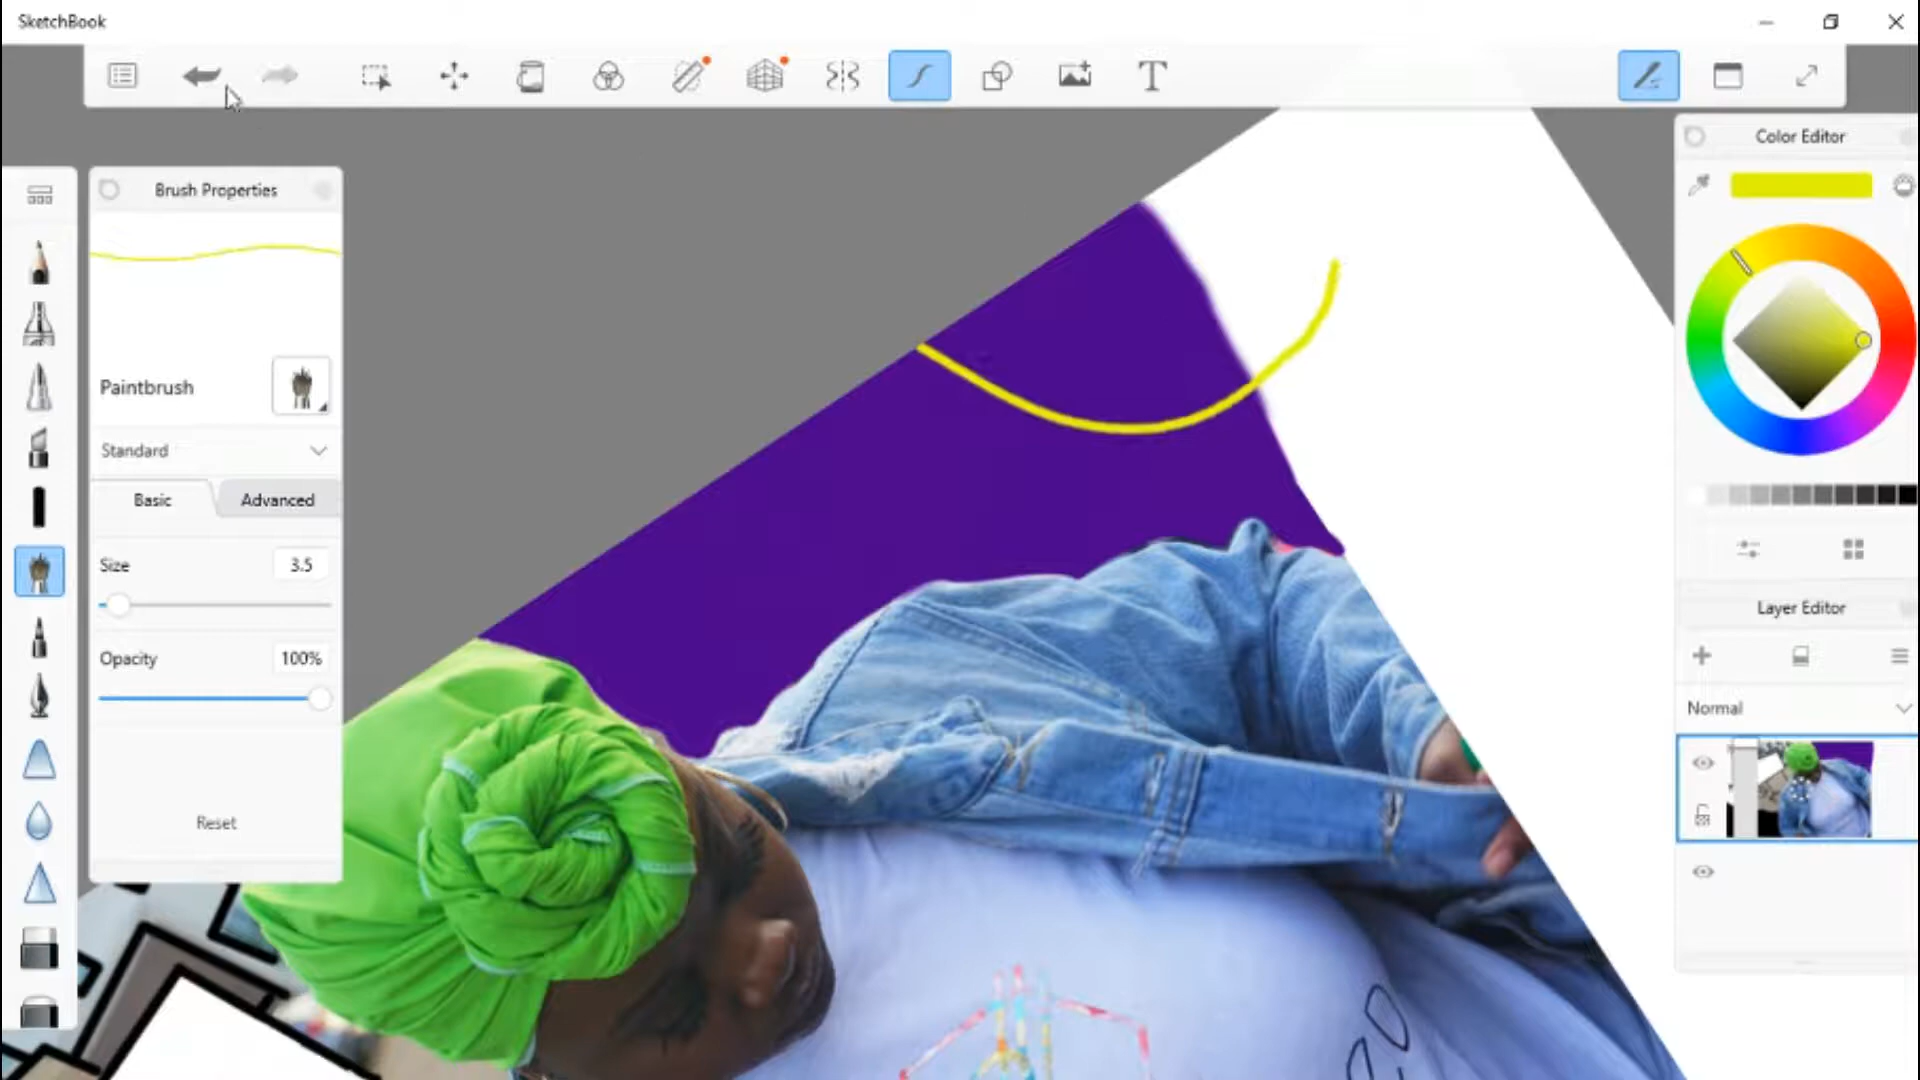 SketchBook
T
Color Editor
Brush Properties
Paintbrush
Standard
Basic
Advanced
Size
3.5
Opacity
100%
Reset
Layer Editor
Normal